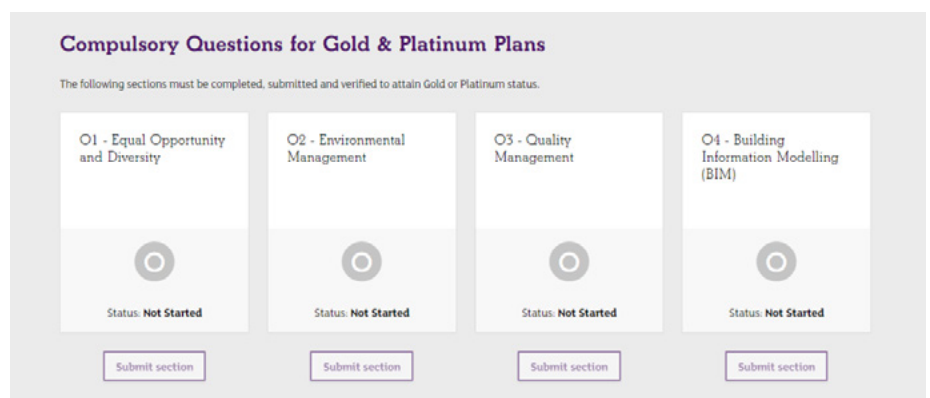 Compulsory Questions for Gold & Platinum Plans
The following sections must be completed, submitted and verified to attain Gold or Platinum status.
O1 - Equal Opportunity
and Diversity
Status: Not Started
Submit section
O2 - Environmental
Management
Status: Not Started
Submit section
O3 - Quality
Management
Status: Not Started
Submit section
O4 - Building
Information Modelling
(BIM)
Status: Not Started
Submit section